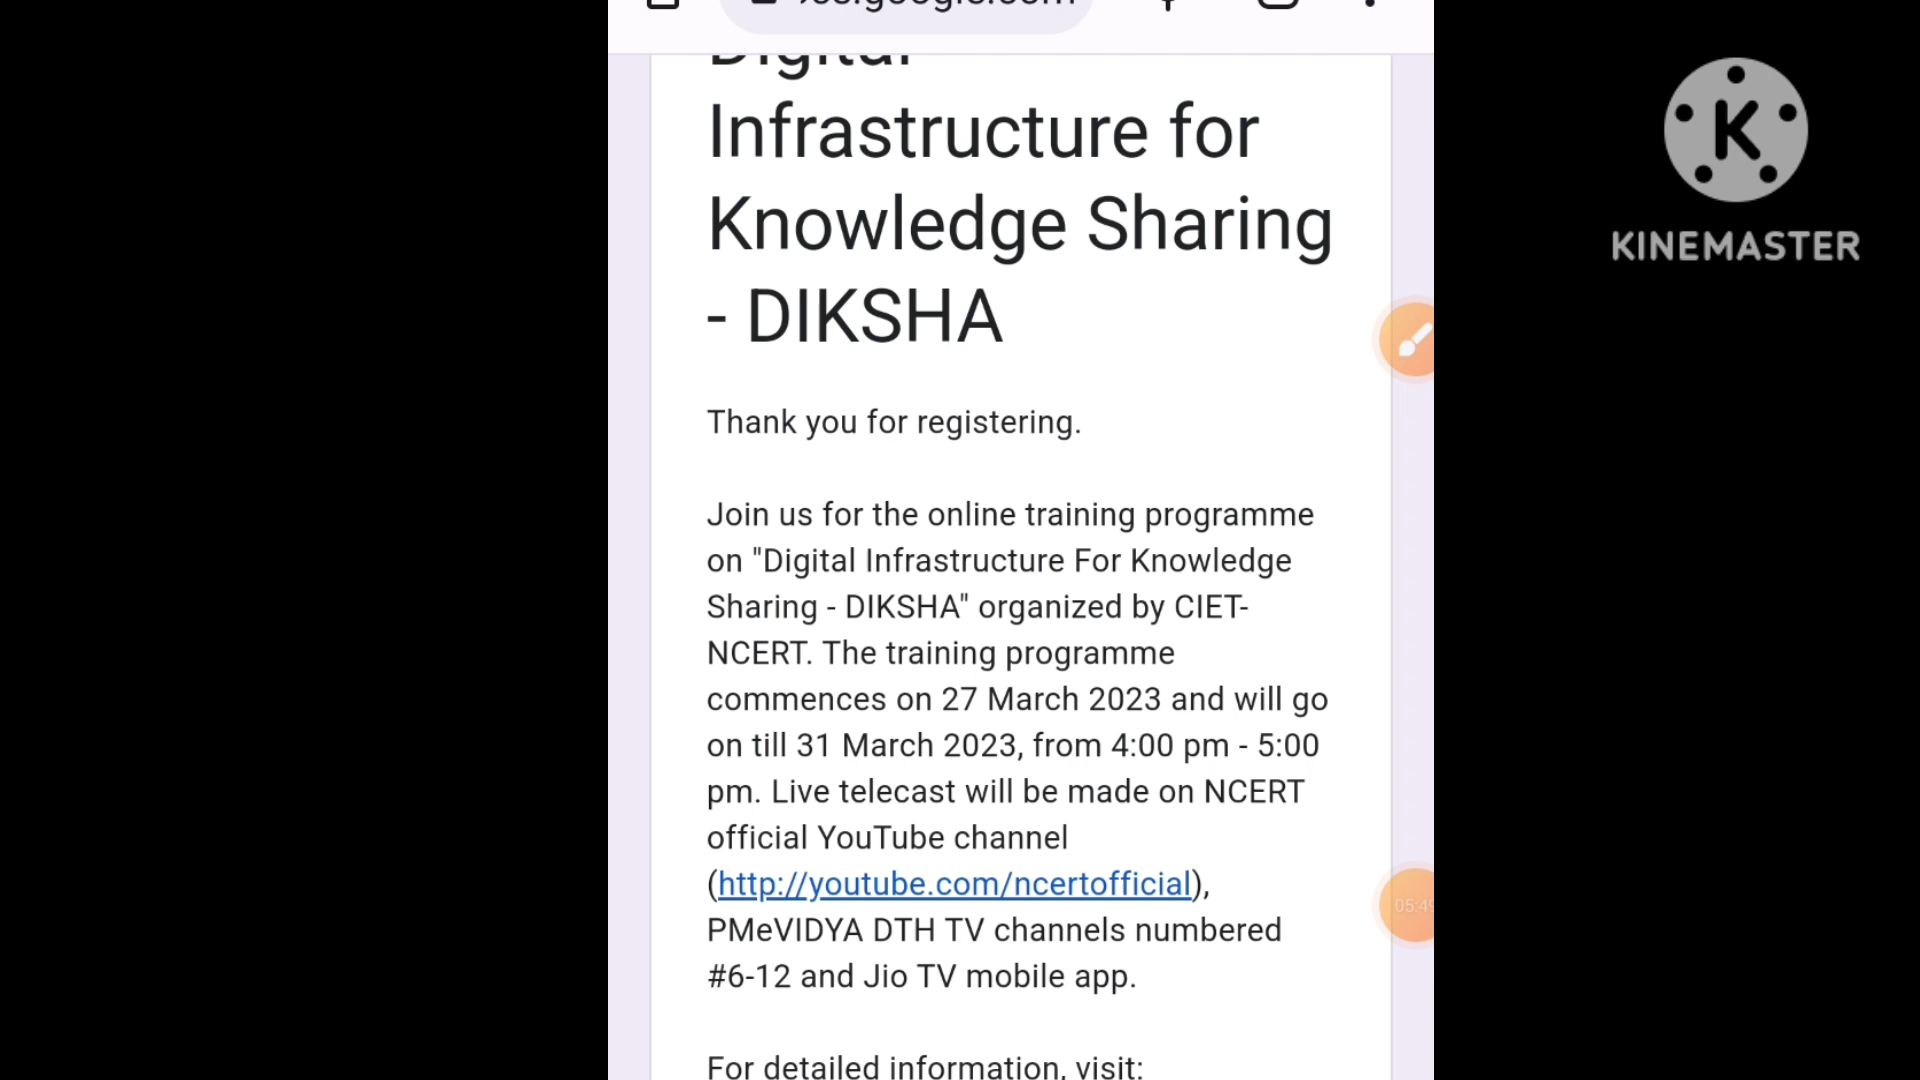 Digital
Infrastructure for
Knowledge Sharing
- DIKSHA
Thank you for registering.
Join us for the online training programme
on "Digital Infrastructure For Knowledge
Sharing - DIKSHA" organized by CIET-
NCERT. The training programme
commences on 27 March 2023 and will go
on till 31 March 2023, from 4:00 pm - 5:00
pm. Live telecast will be made on NCERT
official YouTube channel
(http://youtube.com/ncertofficial),
PMeVIDYA DTH TV channels numbered
#6-12 and Jio TV mobile app.
For detailed information, visit:
K
KINEMASTER